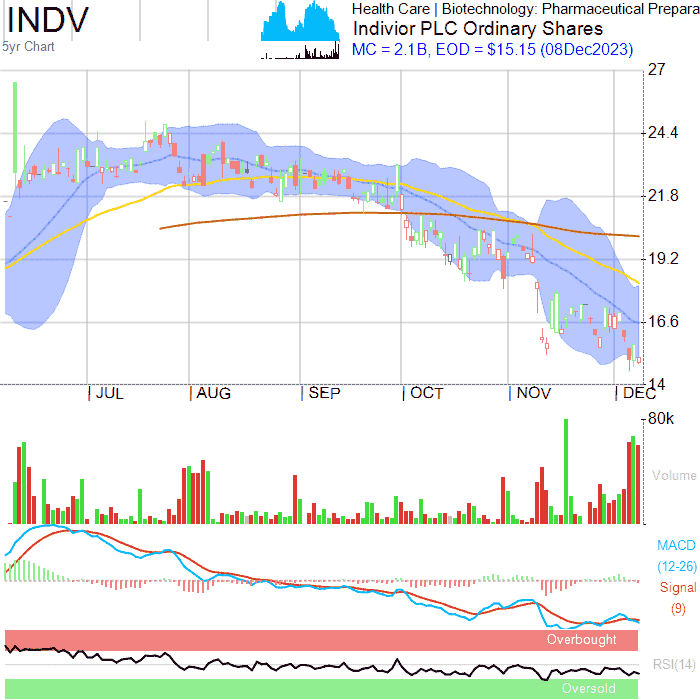 INDV
5yr Chart
Health Care | Biotechnology: Pharmaceutical Prepara
Indivior PLC Ordinary Shares
MC = 2.1B, EOD = $15.15 (08Dec2023)
27
24.4
21.8
19.2
16.6
14
JUL AUG SEP OCT NOV DEC
80k
Volume
MACD
(12-26)
Signal
(9)
Overbought
RSI(14)
Oversold